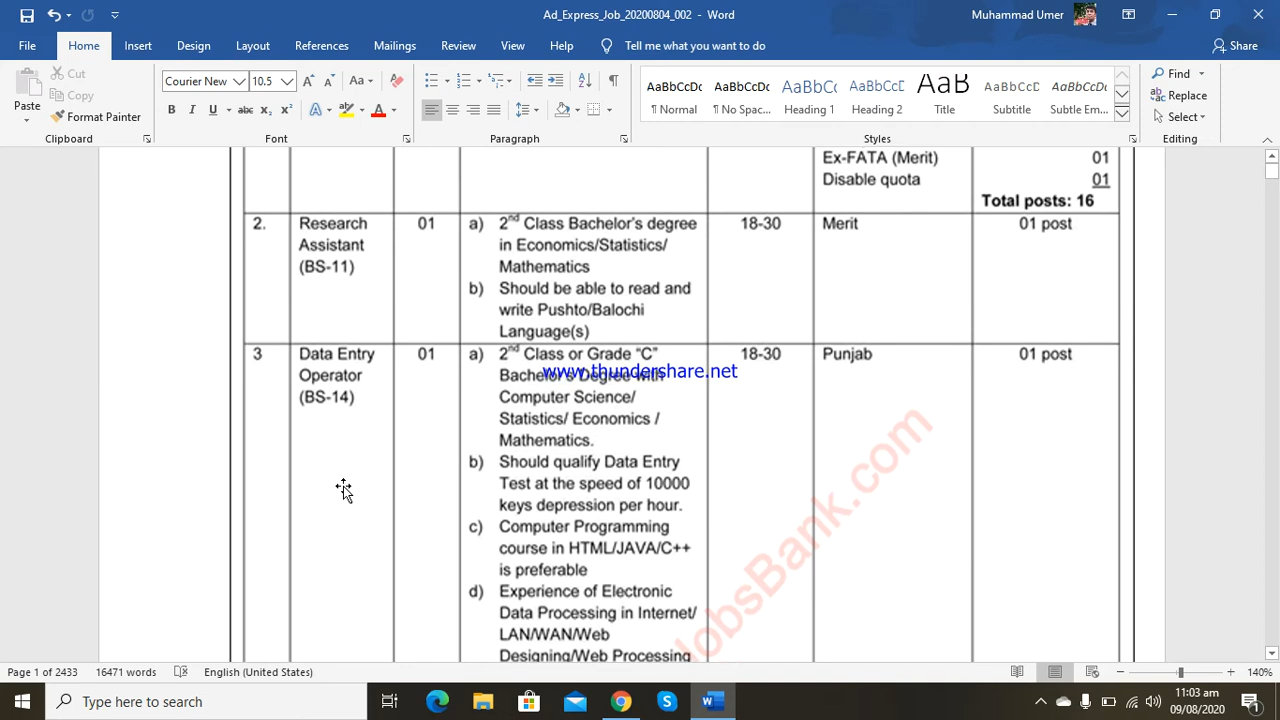 Ad_Express_Job_20200804_002 - Word
Muhammad Umer
File Home Insert Design Layout References Mailings Review View Help Tell me what you want to do Share
Paste
Cut
Copy
Format Painter
Clipboard
Courier New 10.5
Aa
B I U abc x₂ x²
A
Font
Paragraph
AaBbCcDc AaBbCcDc AaBbCc AaBbCcD AaB AaBbCcD AaBbCcDc
¶ Normal ¶ No Spac... Heading 1 Heading 2 Title Subtitle Subtle Em...
Styles
Find
Replace
Select
Editing
Ex-FATA (Merit) 01
Disable quota 01
Total posts: 16
2. Research 01 a) 2nd Class Bachelor's degree 18-30 Merit 01 post
Assistant in Economics/Statistics/
(BS-11) Mathematics
b) Should be able to read and
write Pushto/Balochi
Language(s)
3 Data Entry 01 a) 2nd Class or Grade "C" 18-30 Punjab 01 post
www.thundershare.net
Operator Bachelor's Degree with
(BS-14) Computer Science/
Statistics/ Economics /
Mathematics.
b) Should qualify Data Entry
Test at the speed of 10000
keys depression per hour.
c) Computer Programming
course in HTML/JAVA/C++
is preferable
d) Experience of Electronic
Data Processing in Internet/
LAN/WAN/Web
Designing/Web Processing
JobsBank.com
Page 1 of 2433 16471 words English (United States) 140%
Type here to search
11:03 am
09/08/2020
1